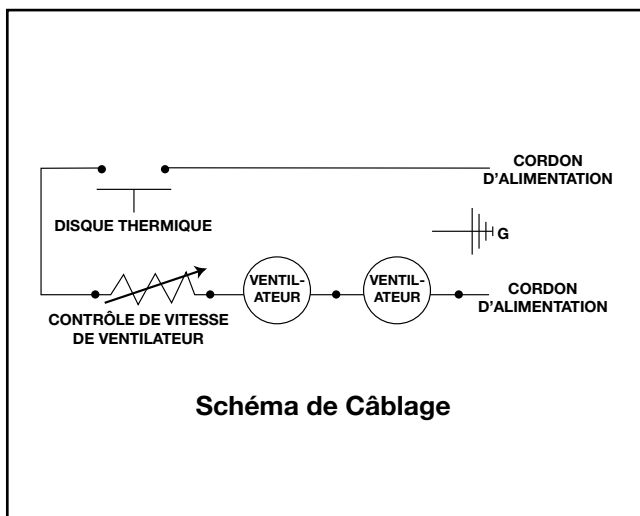 CORDON
D'ALIMENTATION
DISQUE THERMIQUE
G
VENTIL-
ATEUR
VENTIL-
ATEUR
CORDON
D'ALIMENTATION
CONTRÔLE DE VITESSE
DE VENTILATEUR
Schéma de Câblage